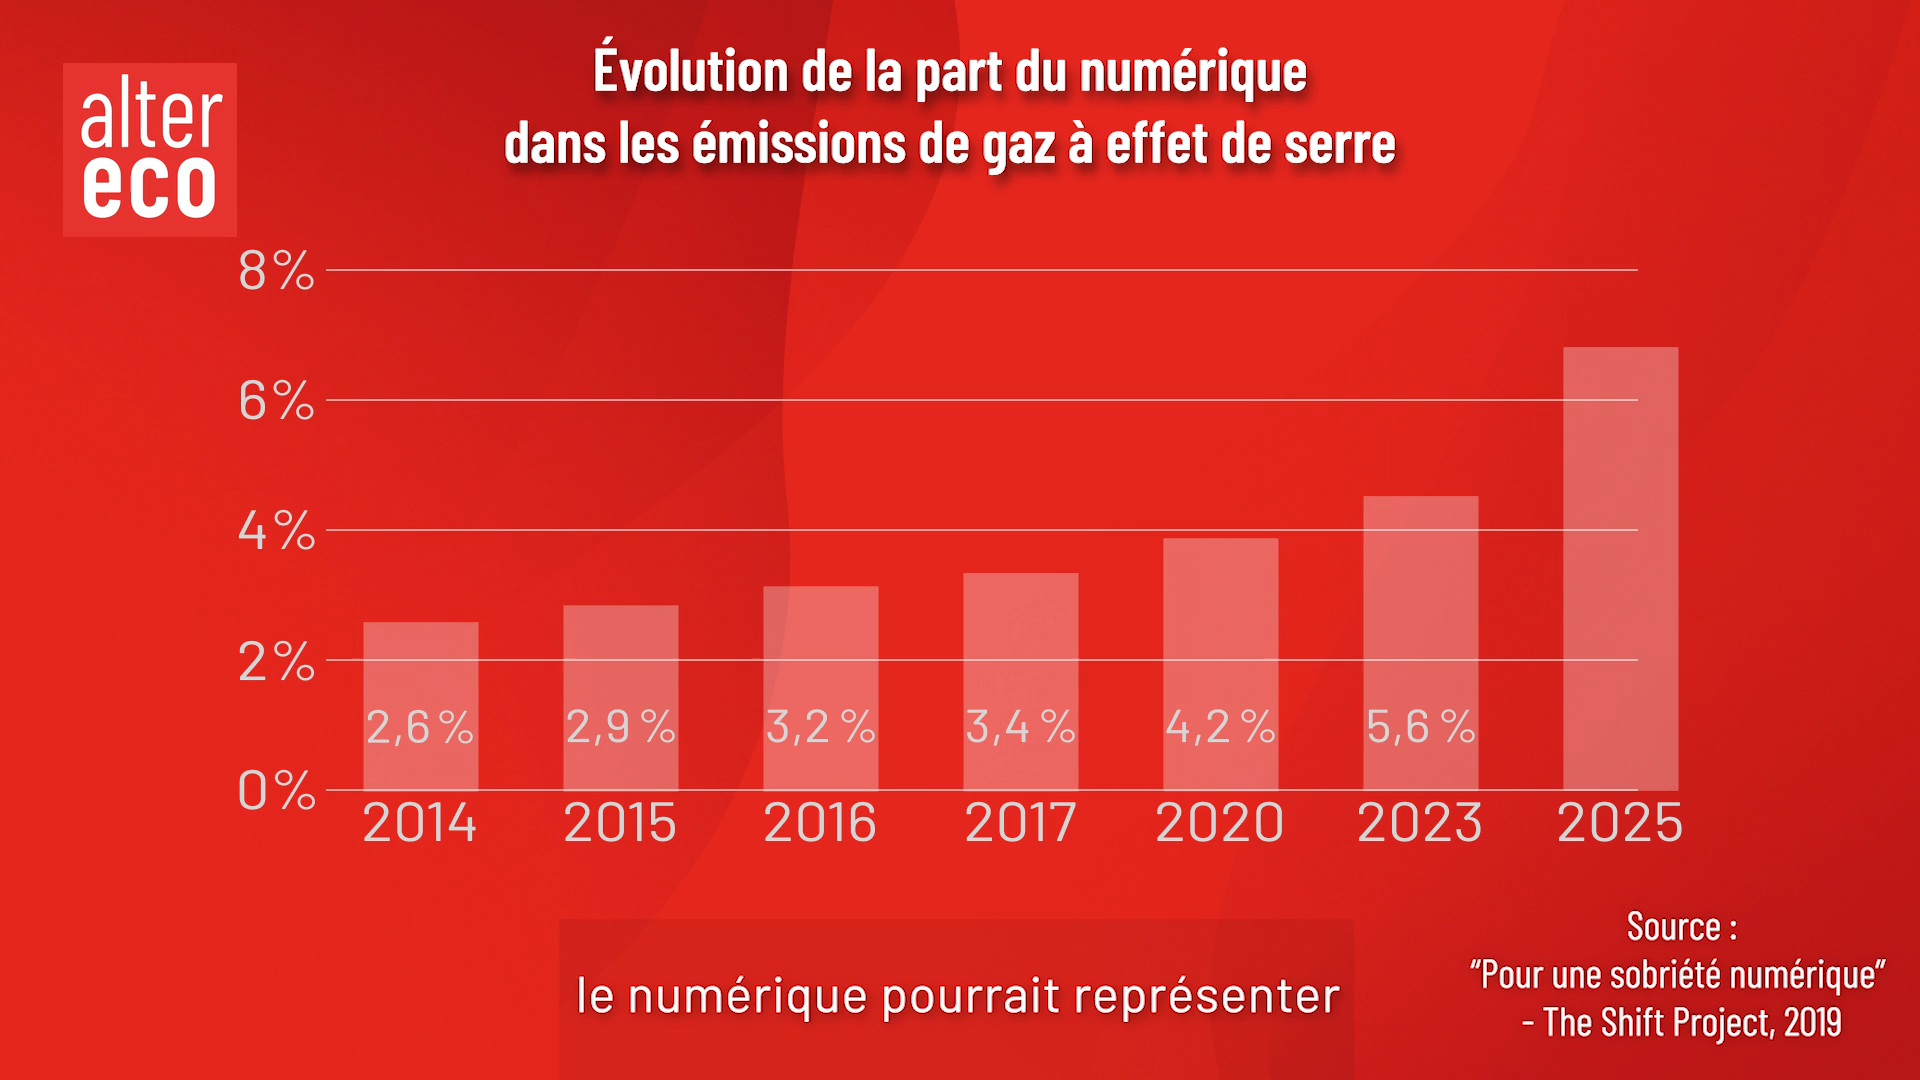 Évolution de la part du numérique
dans les émissions de gaz à effet de serre
alter
eco
8%
6%
4%
2%
0%
2,6 %
2,9 %
3,2 %
3,4 %
4,2 %
5,6 %
2014
2015
2016
2017
2020
2023
2025
le numérique pourrait représenter
Source :
“Pour une sobriété numérique”
- The Shift Project, 2019